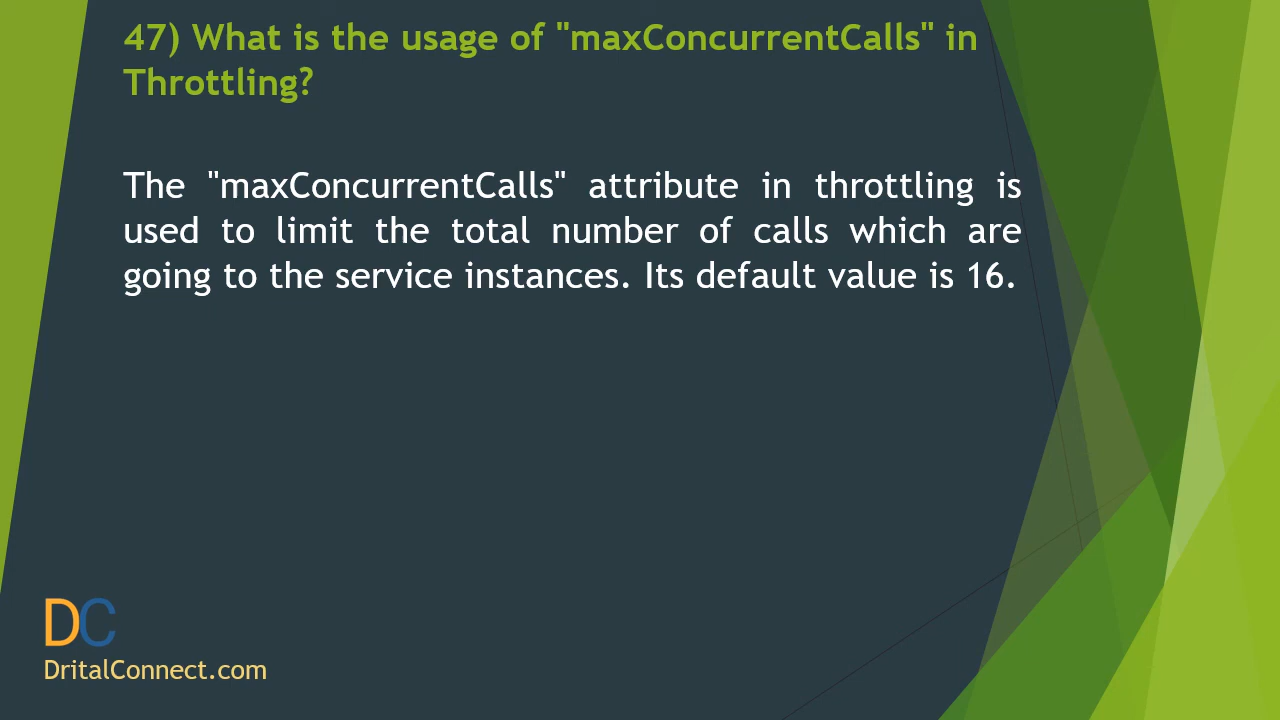 47) What is the usage of "maxConcurrentCalls" in
Throttling?
The "maxConcurrentCalls" attribute in throttling is
used to limit the total number of calls which are
going to the service instances. Its default value is 16.
DC
DritalConnect.com